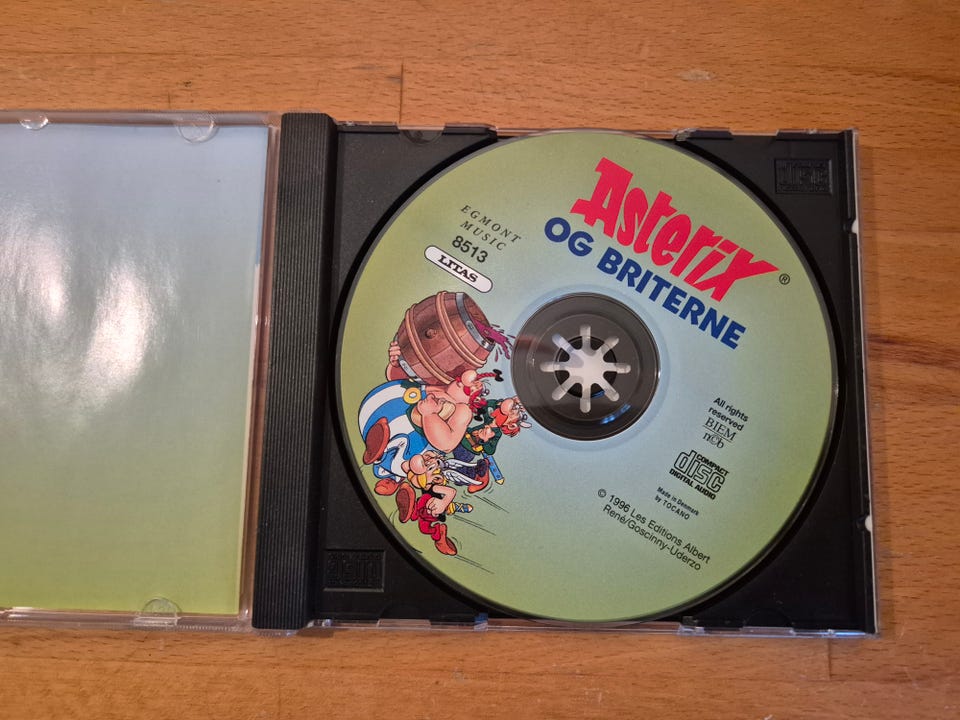 Asterix®
OG BRITERNE
EGMONT
MUSIC
8513
LITAS
All rights
reserved
BIEM
ncb
COMPACT
disc
DIGITAL AUDIO
Made in Denmark
by TOCANO
© 1996 Les Editions Albert
René/Goscinny-Uderzo